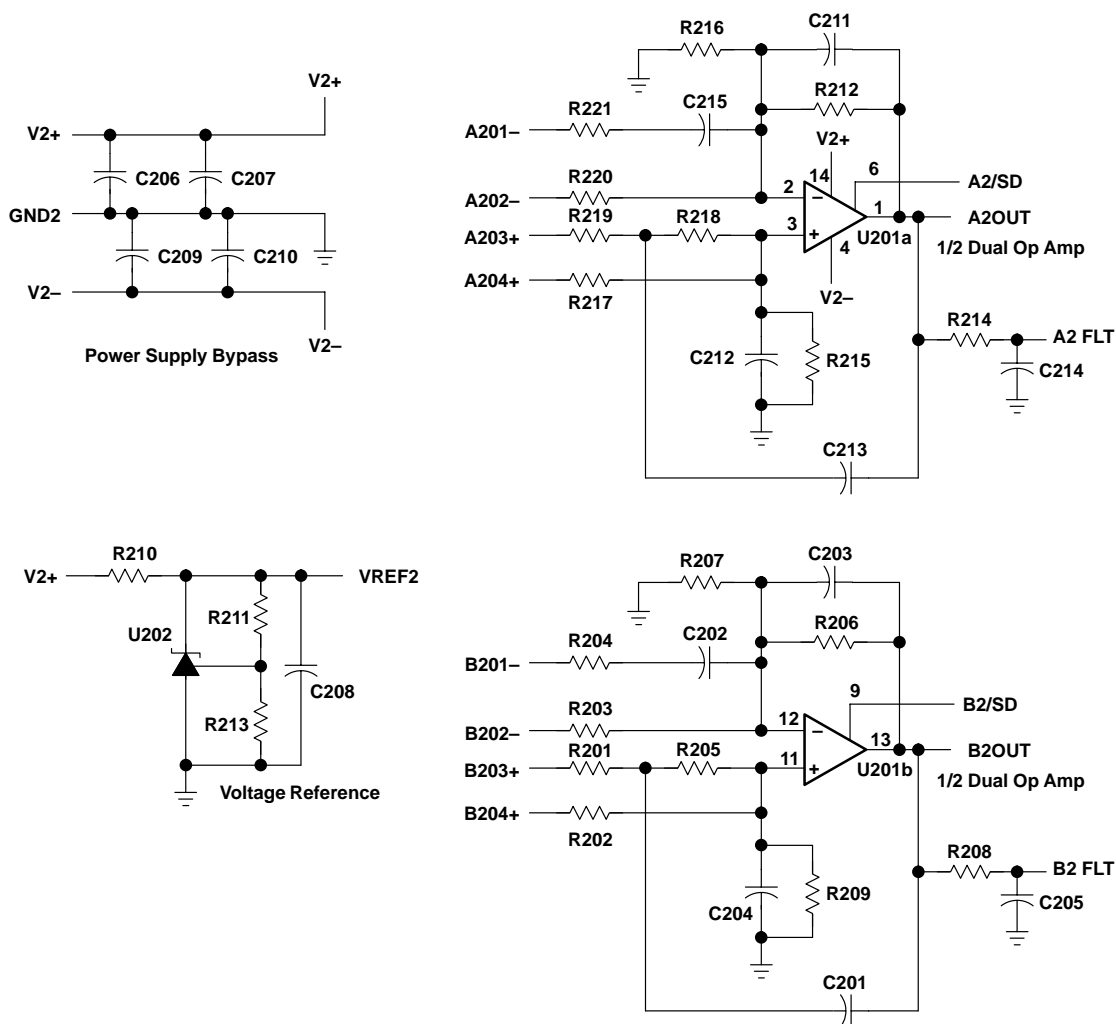 V2+
V2+
C206
C207
GND2
C209
C210
V2–
V2–
Power Supply Bypass
R216
C211
R212
R221
C215
A201–
V2+
R220
A202–
14
6
A2/SD
2
–
R219
R218
3
+
1
A2OUT
A203+
U201a
1/2 Dual Op Amp
4
A204+
R217
V2–
C212
R215
R214
A2 FLT
C214
C213
R210
V2+
VREF2
R211
U202
C208
R213
Voltage Reference
R207
C203
R206
R204
C202
B201–
R203
9
B2/SD
B202–
12
–
R201
R205
11
+
13
B2OUT
B203+
U201b
1/2 Dual Op Amp
B204+
R202
C204
R209
R208
B2 FLT
C205
C201